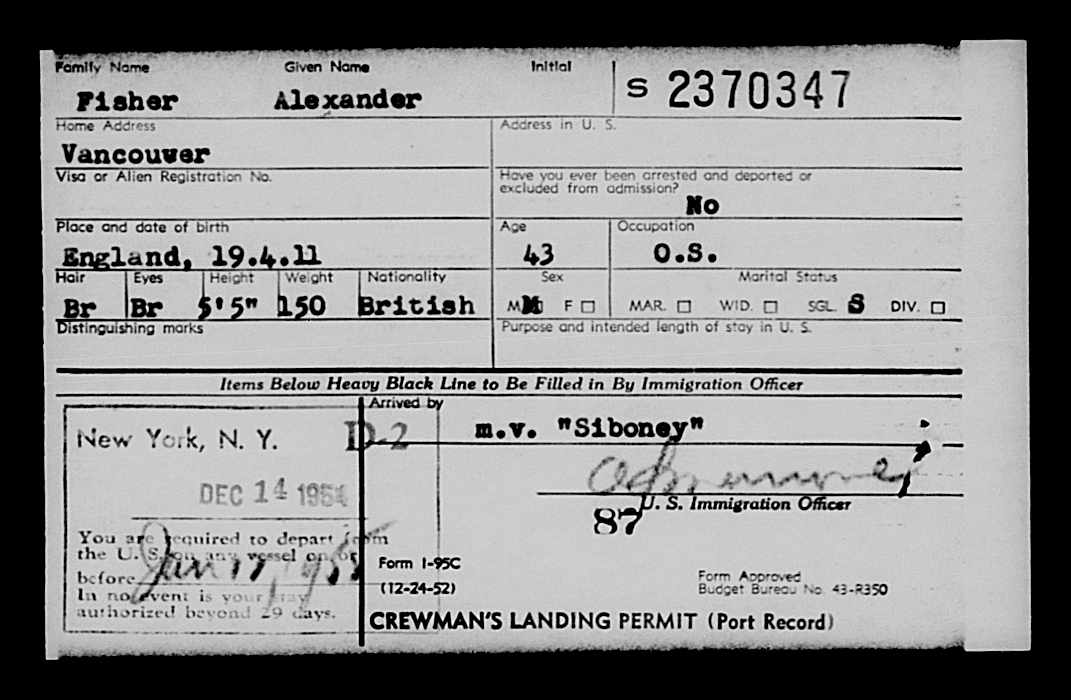 Family Name Given Name Initial
Fisher Alexander S 2370347
Home Address Address in U. S.
Vancouver
Visa or Alien Registration No. Have you ever been arrested and deported or
excluded from admission?
No
Place and date of birth Age Occupation
England, 19.4.11 43 O.S.
Hair Eyes Height Weight Nationality Sex Marital Status
Br Br 5'5" 150 British M F MAR. WID. SGL. S DIV.
Distinguishing marks Purpose and intended length of stay in U. S.
Items Below Heavy Black Line to Be Filled in By Immigration Officer
Arrived by
New York, N. Y. D-2 m.v. "Siboney"
DEC 14 1954
U. S. Immigration Officer
87
You are required to depart from
the U. S. on any vessel on or
before Jan 1955
In no event is your stay
authorized beyond 29 days.
Form I-95C
(12-24-52)
Form Approved
Budget Bureau No. 43-R350
CREWMAN'S LANDING PERMIT (Port Record)